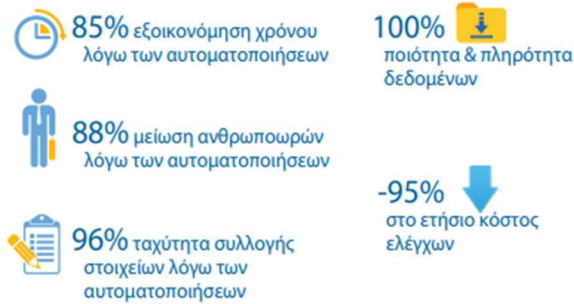 85% εξοικονόμηση χρόνου
λόγω των αυτοματοποιήσεων
88% μείωση ανθρωποωρών
λόγω των αυτοματοποιήσεων
96% ταχύτητα συλλογής
στοιχείων λόγω των
αυτοματοποιήσεων
100%
ποιότητα & πληρότητα
δεδομένων
-95%
στο ετήσιο κόστος
ελέγχων